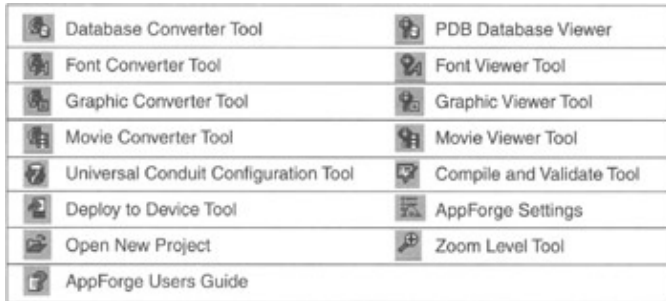 Database Converter Tool PDB Database Viewer
Font Converter Tool Font Viewer Tool
Graphic Converter Tool Graphic Viewer Tool
Movie Converter Tool Movie Viewer Tool
Universal Conduit Configuration Tool Compile and Validate Tool
Deploy to Device Tool AppForge Settings
Open New Project Zoom Level Tool
AppForge Users Guide